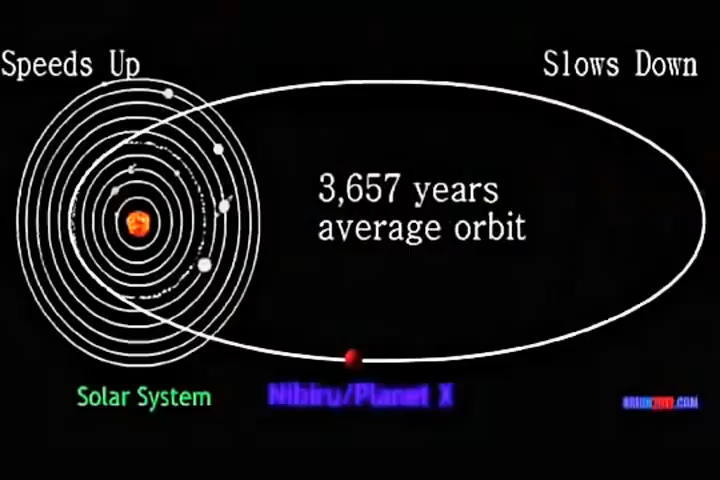 Speeds Up
Slows Down
3,657 years
average orbit
Solar System
Nibiru/Planet X